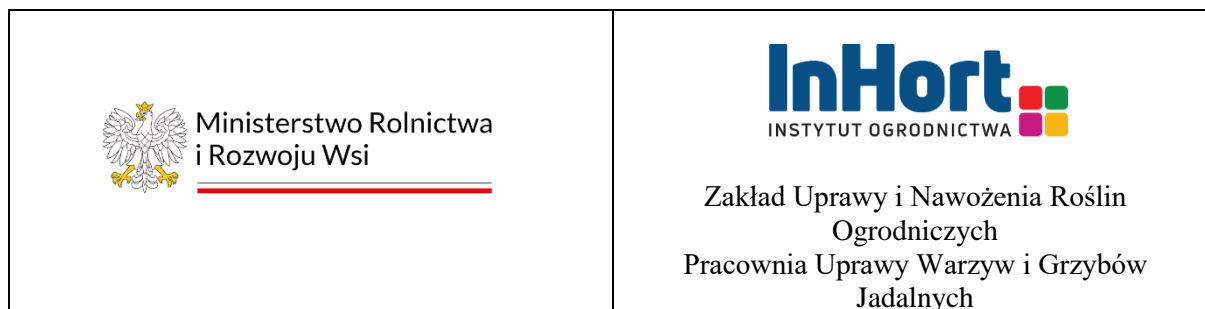 Ministerstwo Rolnictwa
i Rozwoju Wsi
InHort
INSTYTUT OGRODNICTWA
Zakład Uprawy i Nawożenia Roślin
Ogrodniczych
Pracownia Uprawy Warzyw i Grzybów
Jadalnych